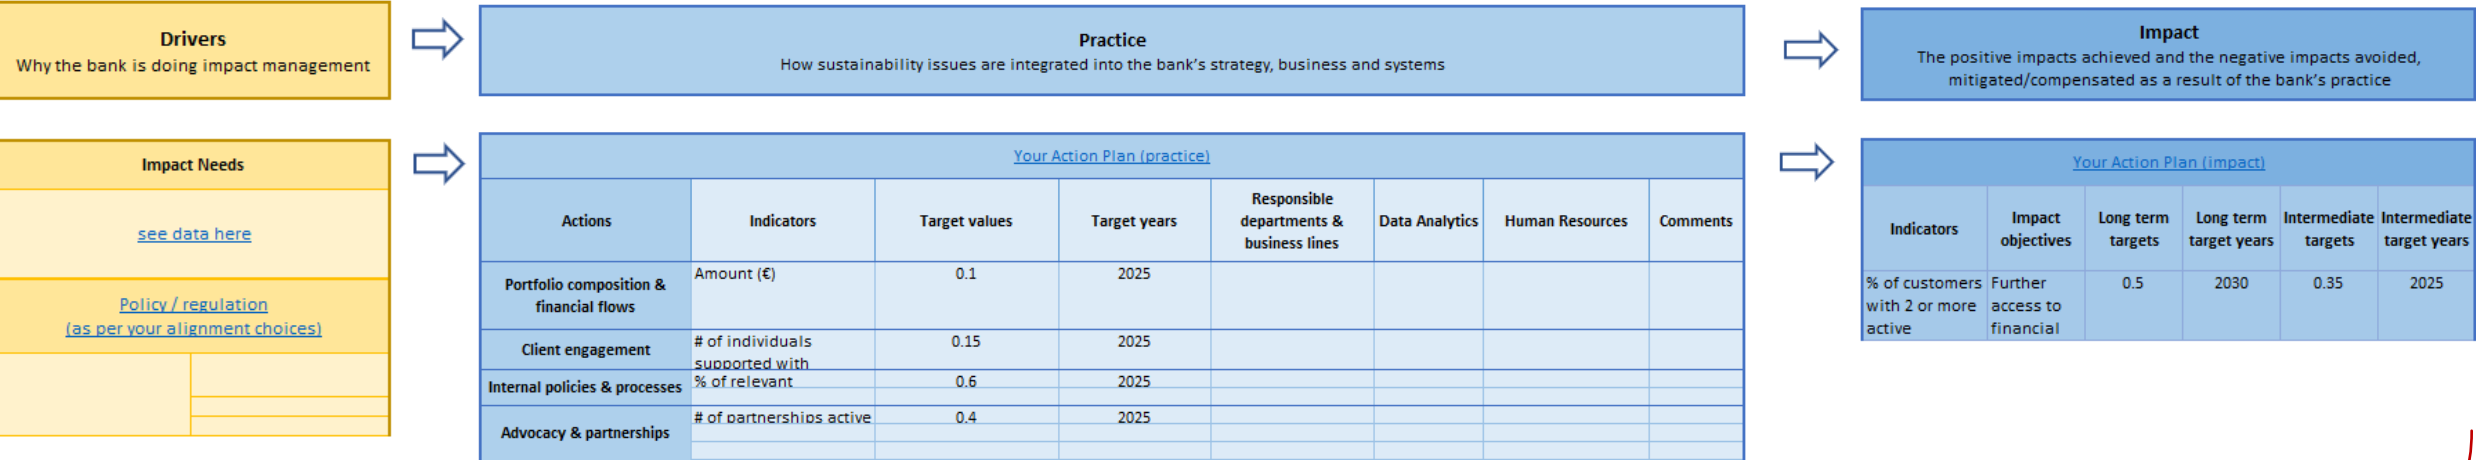 Drivers
Why the bank is doing impact management
Practice
How sustainability issues are integrated into the bank's strategy, business and systems
Impact
The positive impacts achieved and the negative impacts avoided,
mitigated/compensated as a result of the bank's practice
Impact Needs
see data here
Policy / regulation
(as per your alignment choices)
Your Action Plan (practice)
Actions
Indicators
Target values
Target years
Responsible
departments &
business lines
Data Analytics
Human Resources
Comments
Portfolio composition &
financial flows
Amount (€)
0.1
2025
Client engagement
# of individuals
supported with
0.15
2025
Internal policies & processes
% of relevant
0.6
2025
Advocacy & partnerships
# of partnerships active
0.4
2025
Your Action Plan (impact)
Indicators
Impact
objectives
Long term
targets
Long term
target years
Intermediate
targets
Intermediate
target years
% of customers
with 2 or more
active
Further
access to
financial
0.5
2030
0.35
2025